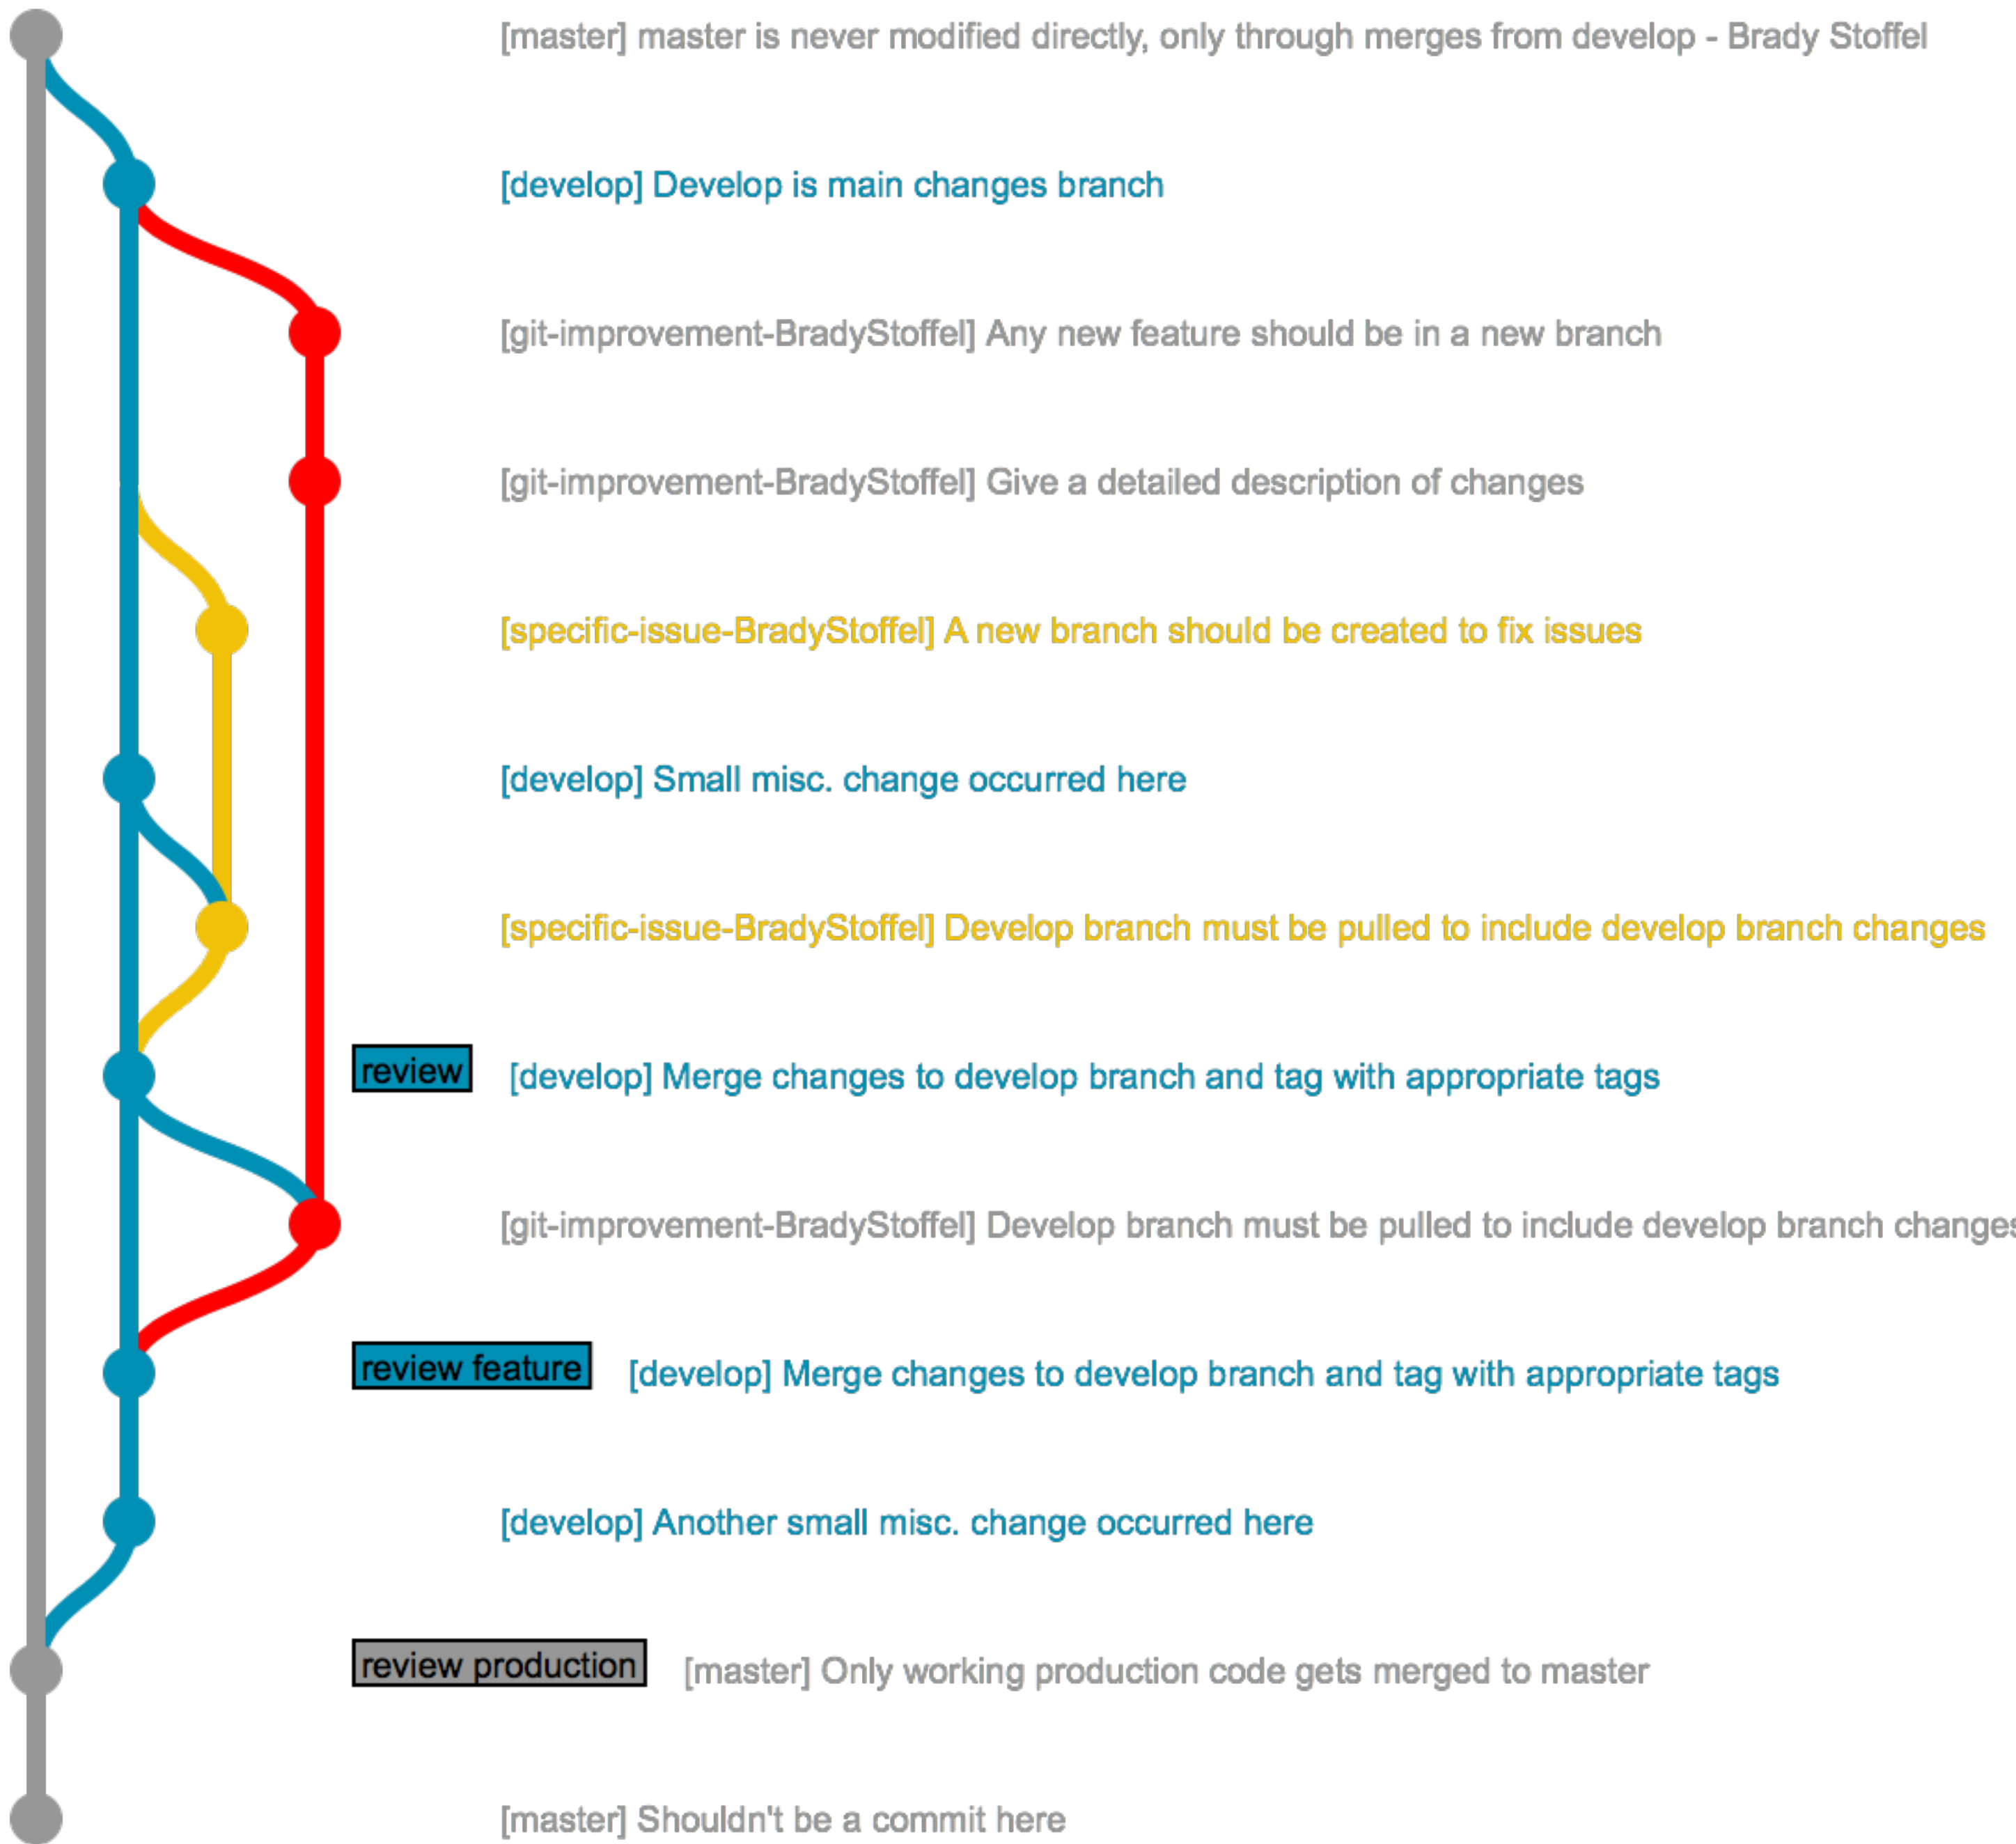 [master] master is never modified directly, only through merges from develop - Brady Stoffel
[develop] Develop is main changes branch
[git-improvement-BradyStoffel] Any new feature should be in a new branch
[git-improvement-BradyStoffel] Give a detailed description of changes
[specific-issue-BradyStoffel] A new branch should be created to fix issues
[develop] Small misc. change occurred here
[specific-issue-BradyStoffel] Develop branch must be pulled to include develop branch changes
review [develop] Merge changes to develop branch and tag with appropriate tags
[git-improvement-BradyStoffel] Develop branch must be pulled to include develop branch changes
review feature [develop] Merge changes to develop branch and tag with appropriate tags
[develop] Another small misc. change occurred here
review production [master] Only working production code gets merged to master
[master] Shouldn't be a commit here